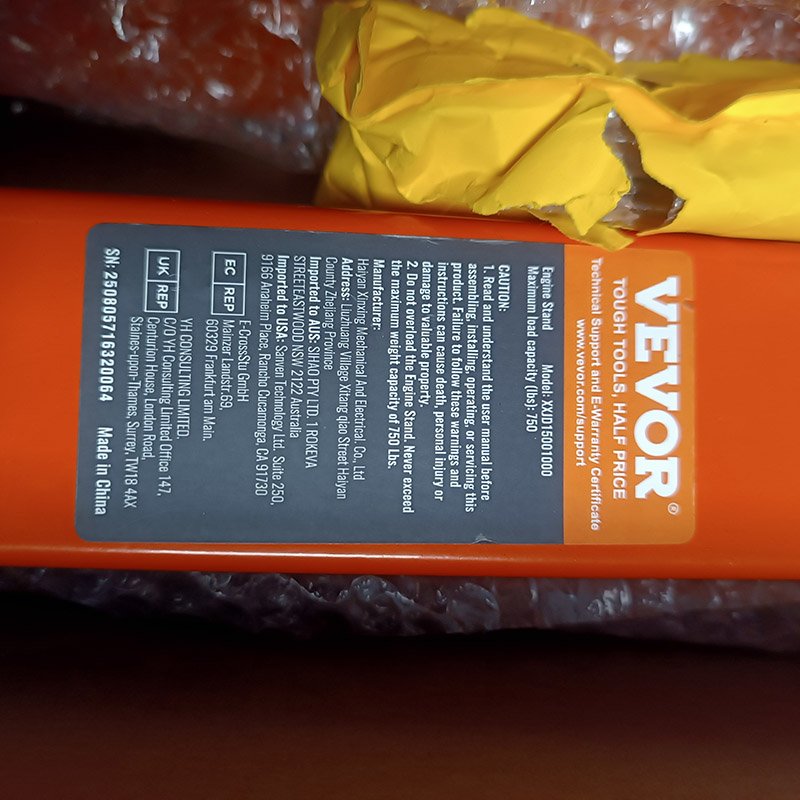 VEVOR®
TOUGH TOOLS, HALF PRICE
Technical Support and E-Warranty Certificate
www.vevor.com/support
Engine Stand Model: XXJD15001000
Maximum load capacity (lbs): 750
CAUTION:
1. Read and understand the user manual before
assembling, installing, operating, or servicing this
product. Failure to follow these warnings and
instructions can cause death, personal injury or
damage to valuable property.
2. Do not overload the Engine Stand. Never exceed
the maximum weight capacity of 750 Lbs.
Manufacturer:
Haiyan Xinxing Mechanical And Electrical. Co., Ltd
Address: Liuzhuang Village Xitang qiao Street Haiyan
County Zhejiang Province
Imported to AUS: SIHAO PTY LTD. 1 ROKEVA
STREETEASTWOOD NSW 2122 Australia
Imported to USA: Sanven Technology Ltd. Suite 250,
9166 Anaheim Place, Rancho Cucamonga, CA 91730
EC REP
E-CrossStu GmbH
Mainzer Landstr.69,
60329 Frankfurt am Main.
UK REP
YH CONSULTING LIMITED.
C/O YH Consulting Limited Office 147,
Centurion House, London Road,
Staines-upon-Thames, Surrey, TW18 4AX
SN: 250805716320064 Made in China